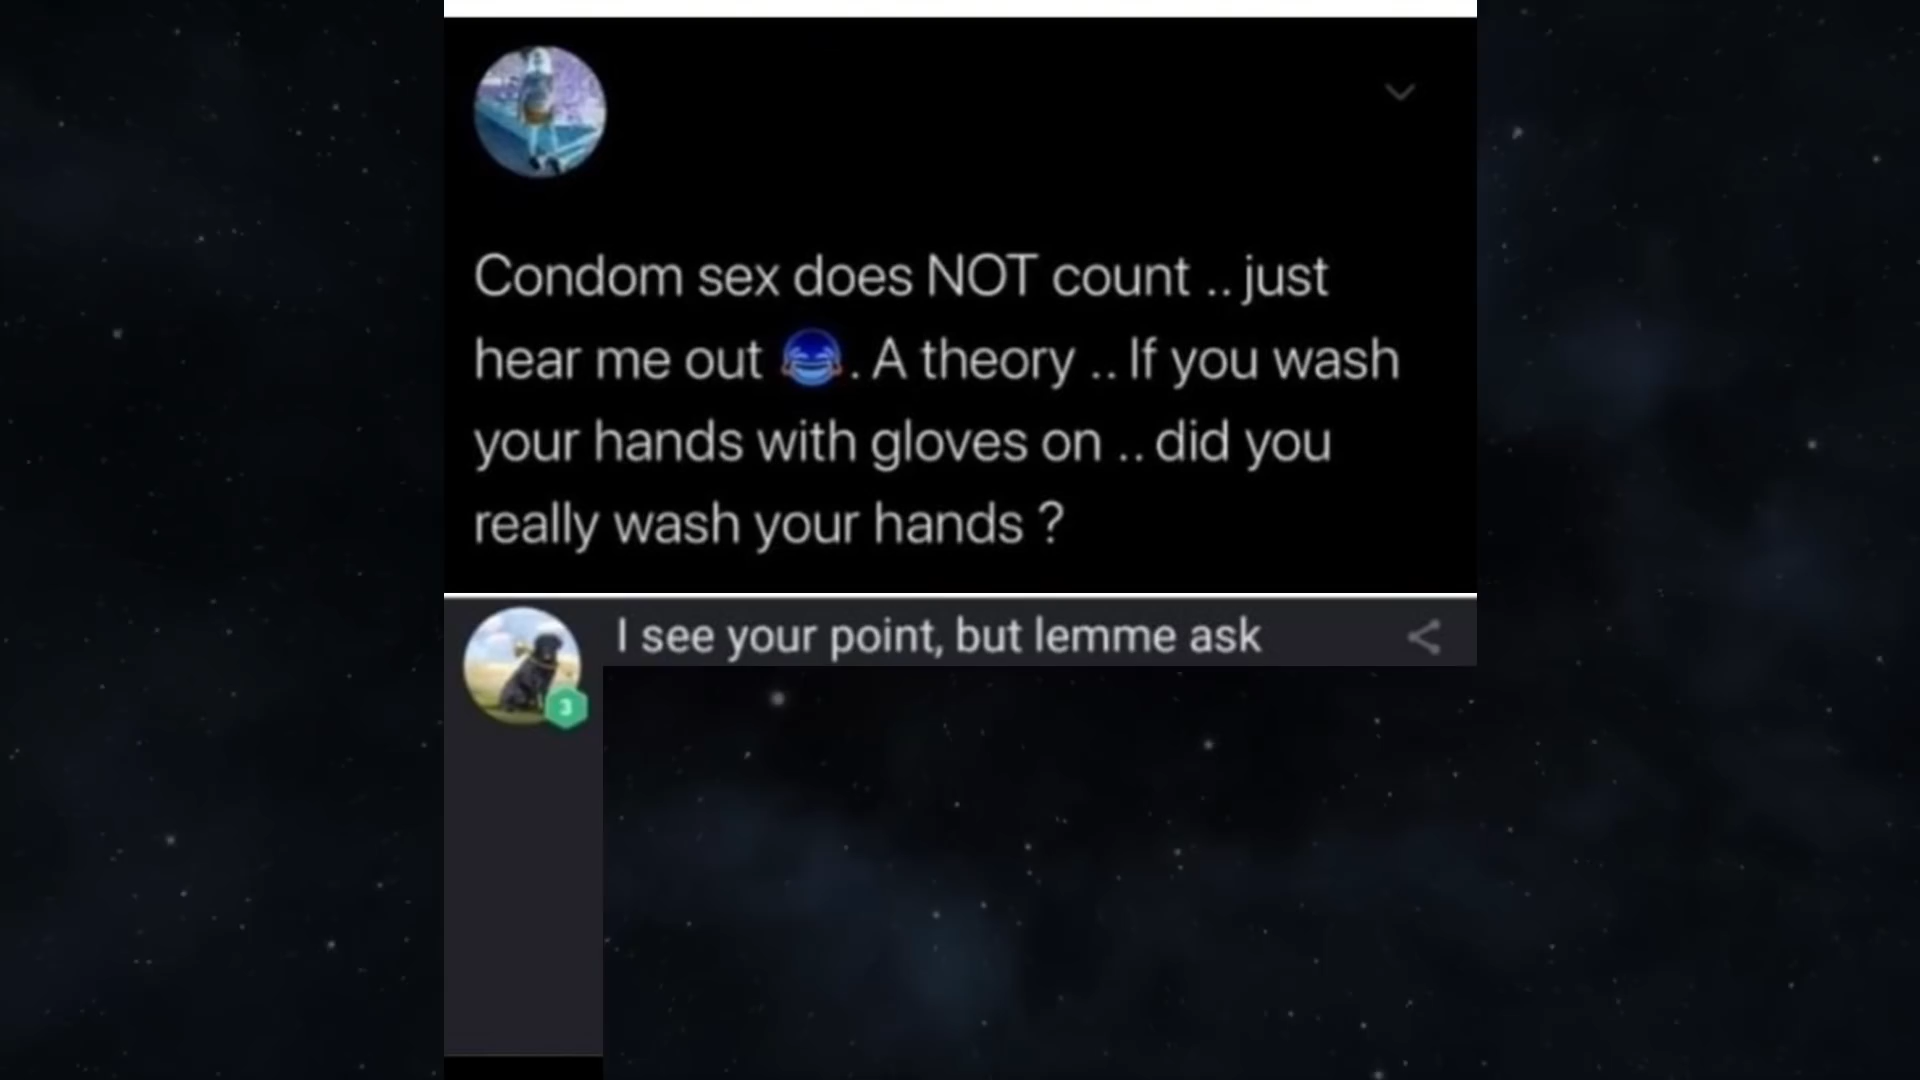 Condom sex does NOT count .. just
hear me out 😂. A theory .. If you wash
your hands with gloves on .. did you
really wash your hands ?
I see your point, but lemme ask
3